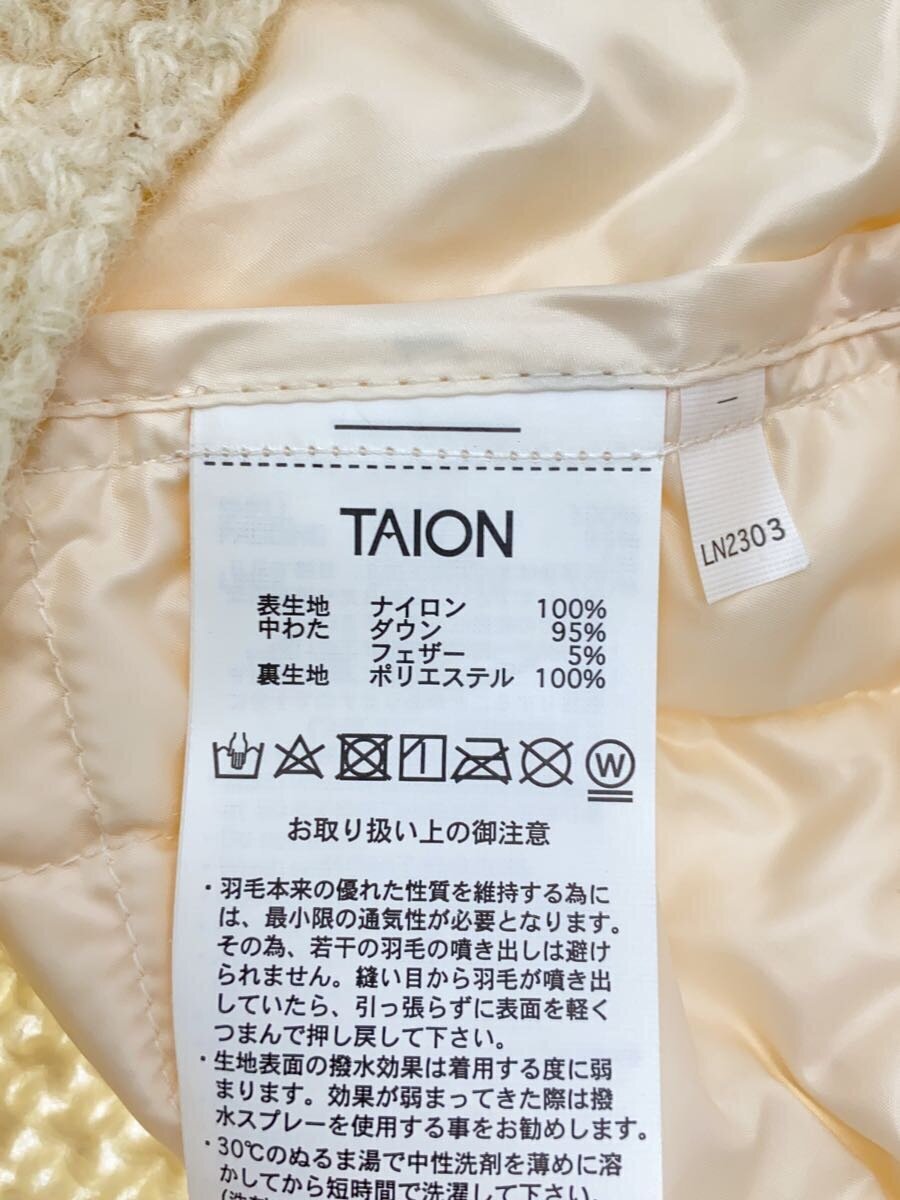 TAION
表生地 ナイロン 100%
中わた ダウン 95%
フェザー 5%
裏生地 ポリエステル 100%
W
お取り扱い上の御注意
・羽毛本来の優れた性質を維持する為に
は、最小限の通気性が必要となります。
その為、若干の羽毛の噴き出しは避け
られません。縫い目から羽毛が噴き出
していたら、引っ張らずに表面を軽く
つまんで押し戻して下さい。
・生地表面の撥水効果は着用する度に弱
まります。効果が弱まってきた際は撥
水スプレーを使用する事をお勧めします。
・30℃のぬるま湯で中性洗剤を薄めに溶
かしてから短時間で洗濯して下さい。
LN2303